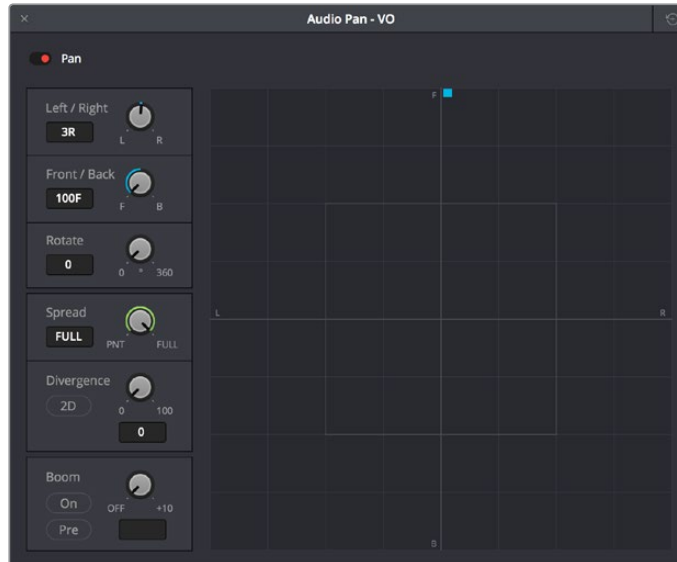 Audio Pan - VO
Pan
Left / Right
3R
L R
Front / Back
100F
F B
Rotate
0
0 ° 360
Spread
FULL
PNT FULL
Divergence
2D
0 100
0
Boom
On
OFF +10
Pre
F
L R
B